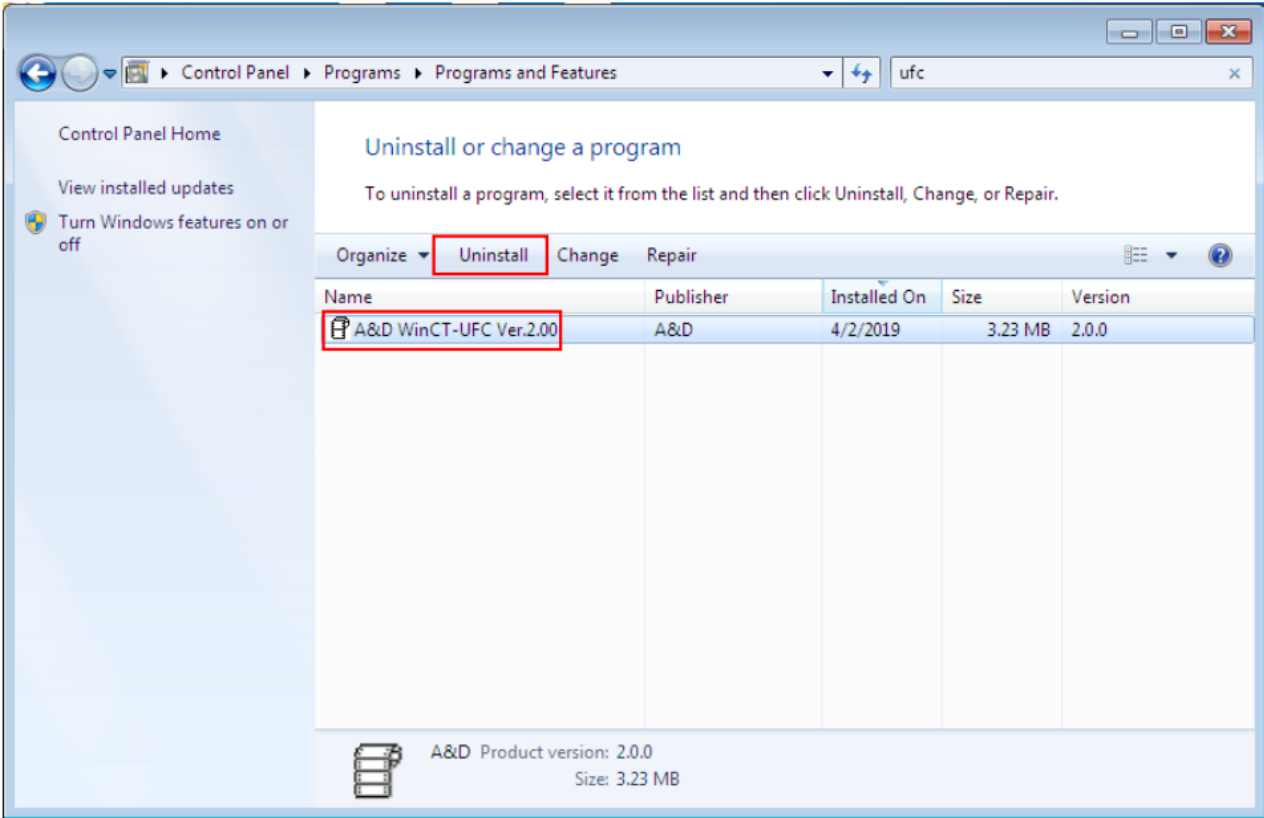 Control Panel Programs Programs and Features ufc
Control Panel Home
View installed updates
Turn Windows features on or
off
Uninstall or change a program
To uninstall a program, select it from the list and then click Uninstall, Change, or Repair.
Organize Uninstall Change Repair
Name Publisher Installed On Size Version
A&D WinCT-UFC Ver.2.00 A&D 4/2/2019 3.23 MB 2.0.0
A&D Product version: 2.0.0
Size: 3.23 MB